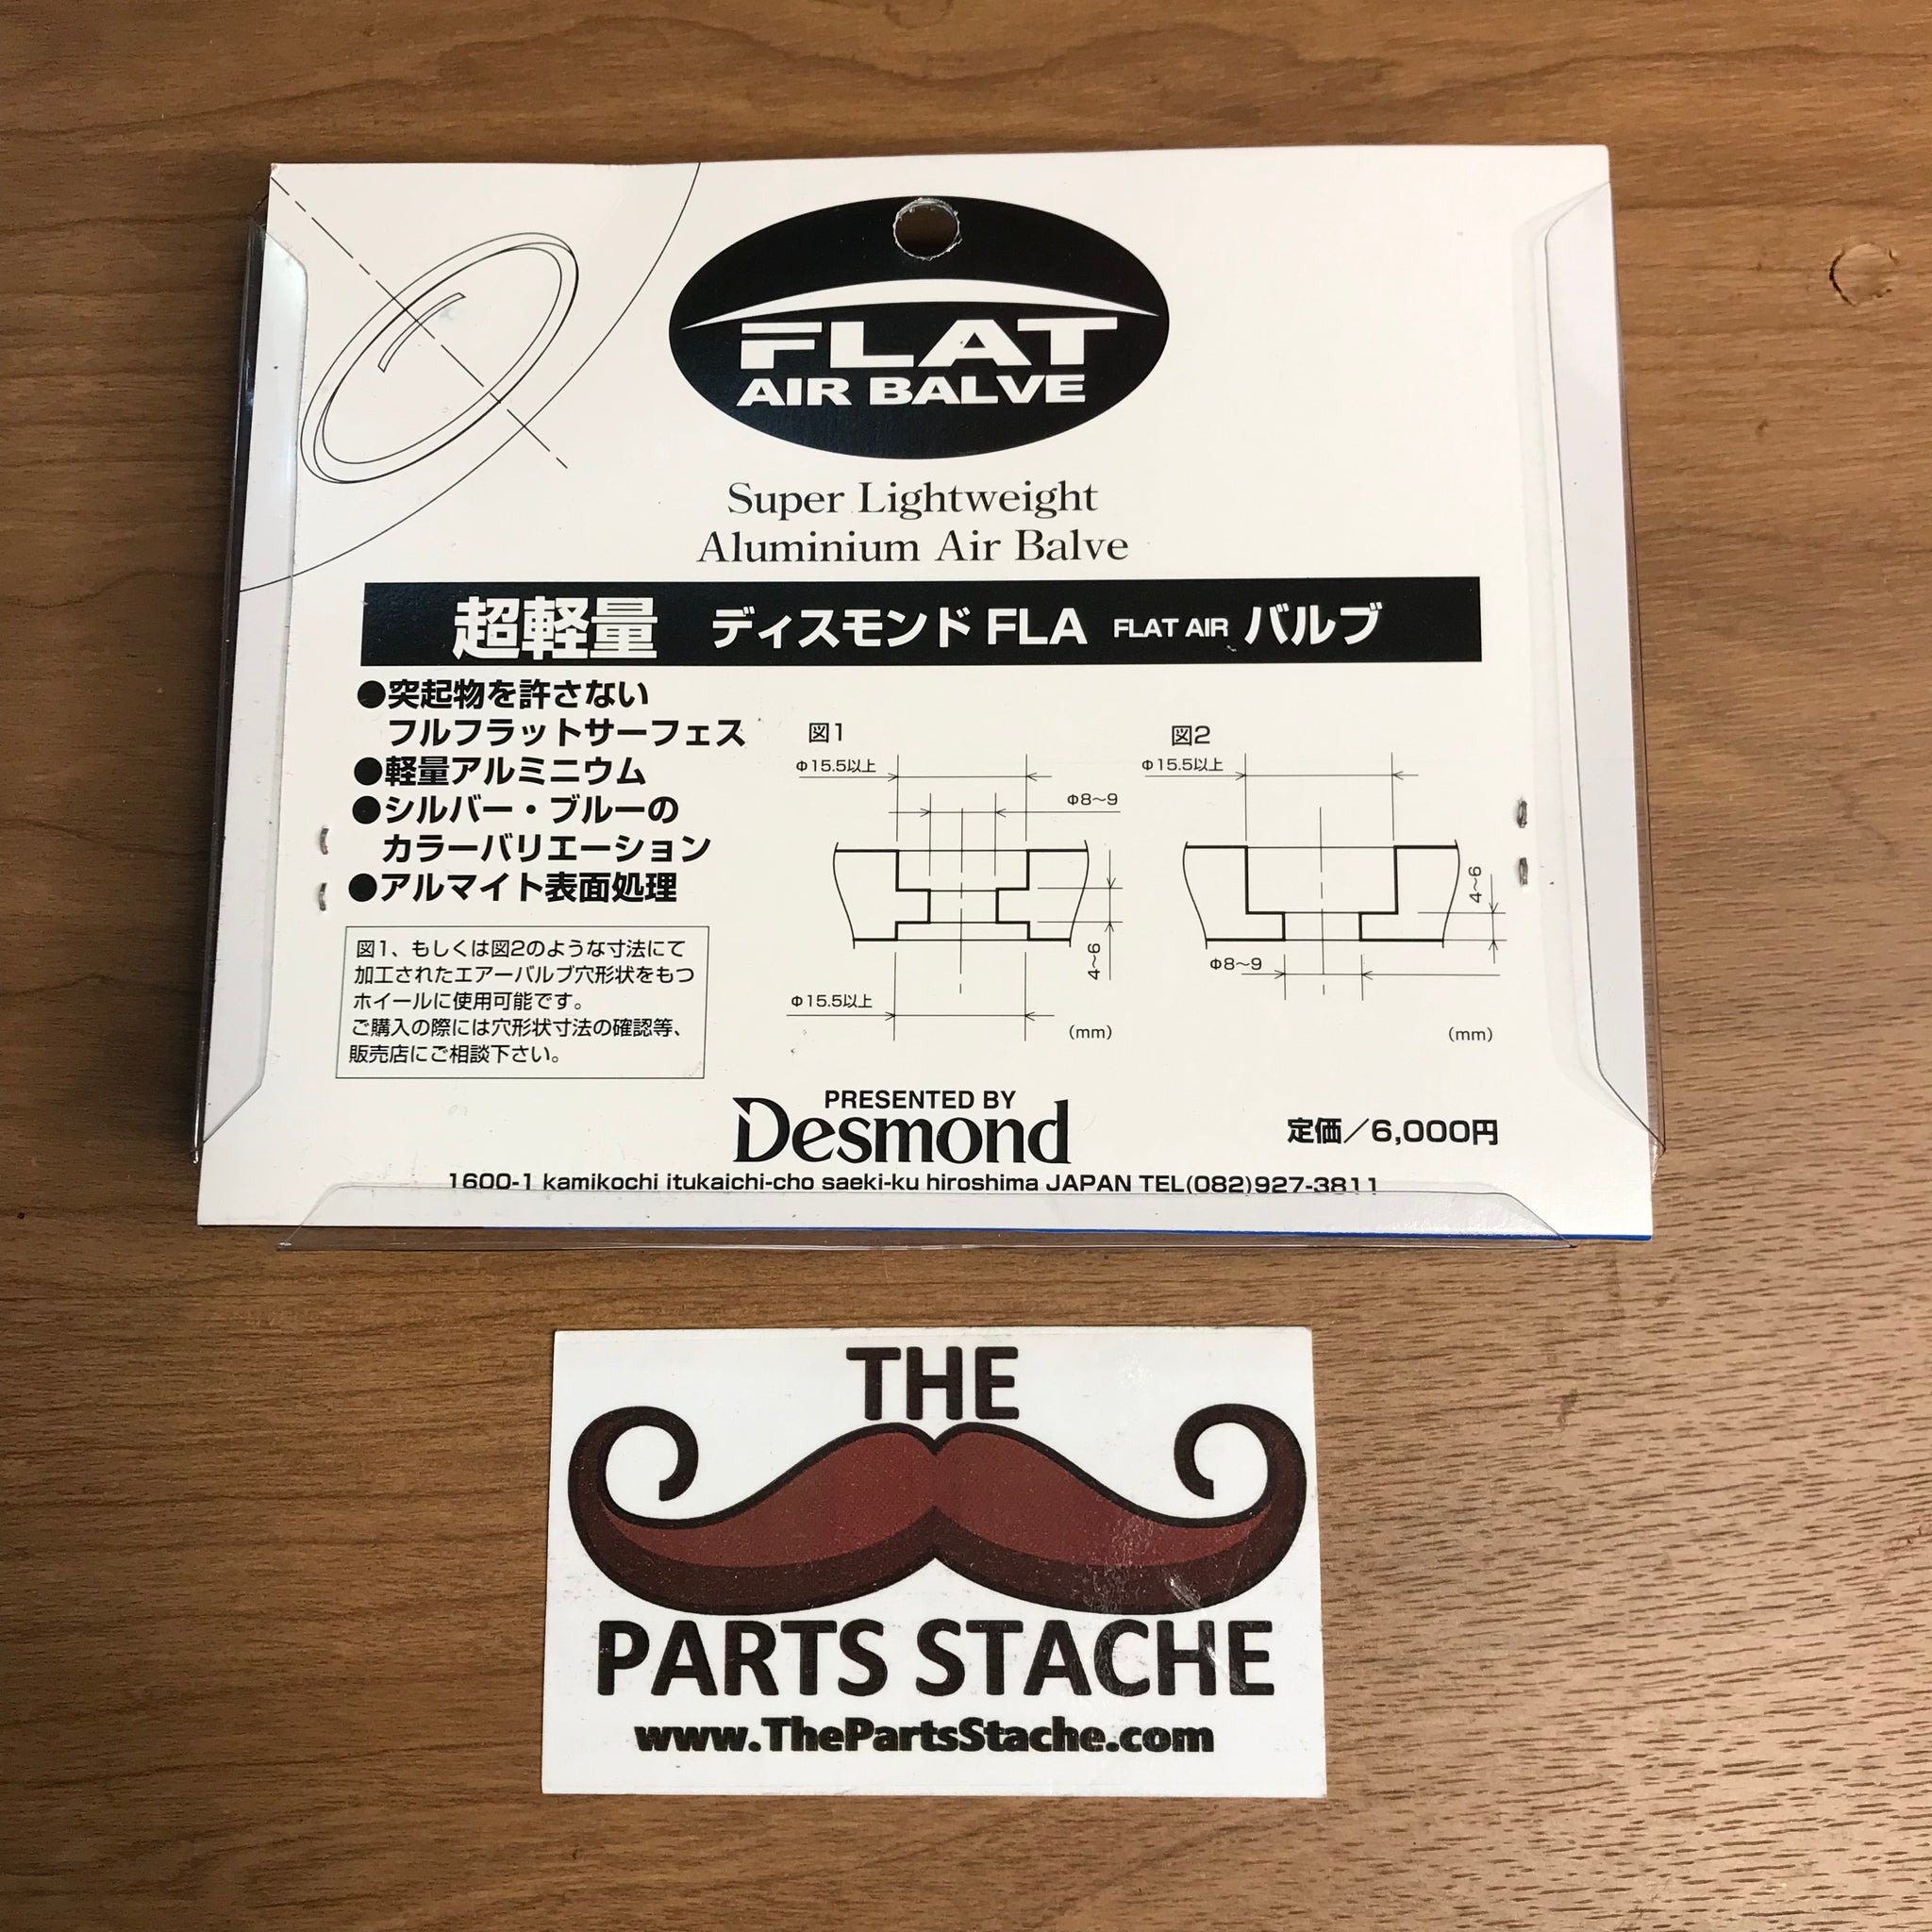 FLAT
AIR BALVE
Super Lightweight
Aluminium Air Balve
超軽量 ディスモンド FLA FLAT AIR バルブ
●突起物を許さない
フルフラットサーフェス
●軽量アルミニウム
●シルバー・ブルーの
カラーバリエーション
●アルマイト表面処理
図1、もしくは図2のような寸法にて
加工されたエアーバルブ穴形状をもつ
ホイールに使用可能です。
ご購入の際には穴形状寸法の確認等、
販売店にご相談下さい。
図1
Φ15.5以上
Φ8〜9
4〜6
Φ15.5以上
(mm)
図2
Φ15.5以上
4〜6
Φ8〜9
(mm)
PRESENTED BY
Desmond
定価／6,000円
1600-1 kamikochi itukaichi-cho saeki-ku hiroshima JAPAN TEL(082)927-3811
THE
PARTS STACHE
www.ThePartsStache.com